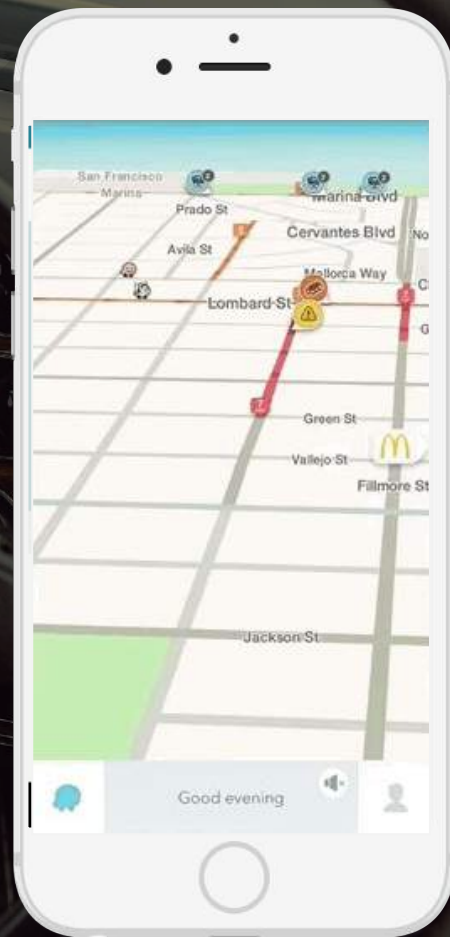 San Francisco
Marina
Marina Blvd
Prado St
Cervantes Blvd
No
Avila St
Mallorca Way
C
Lombard St
G
Green St
Vallejo St
Fillmore St
Jackson St
Good evening